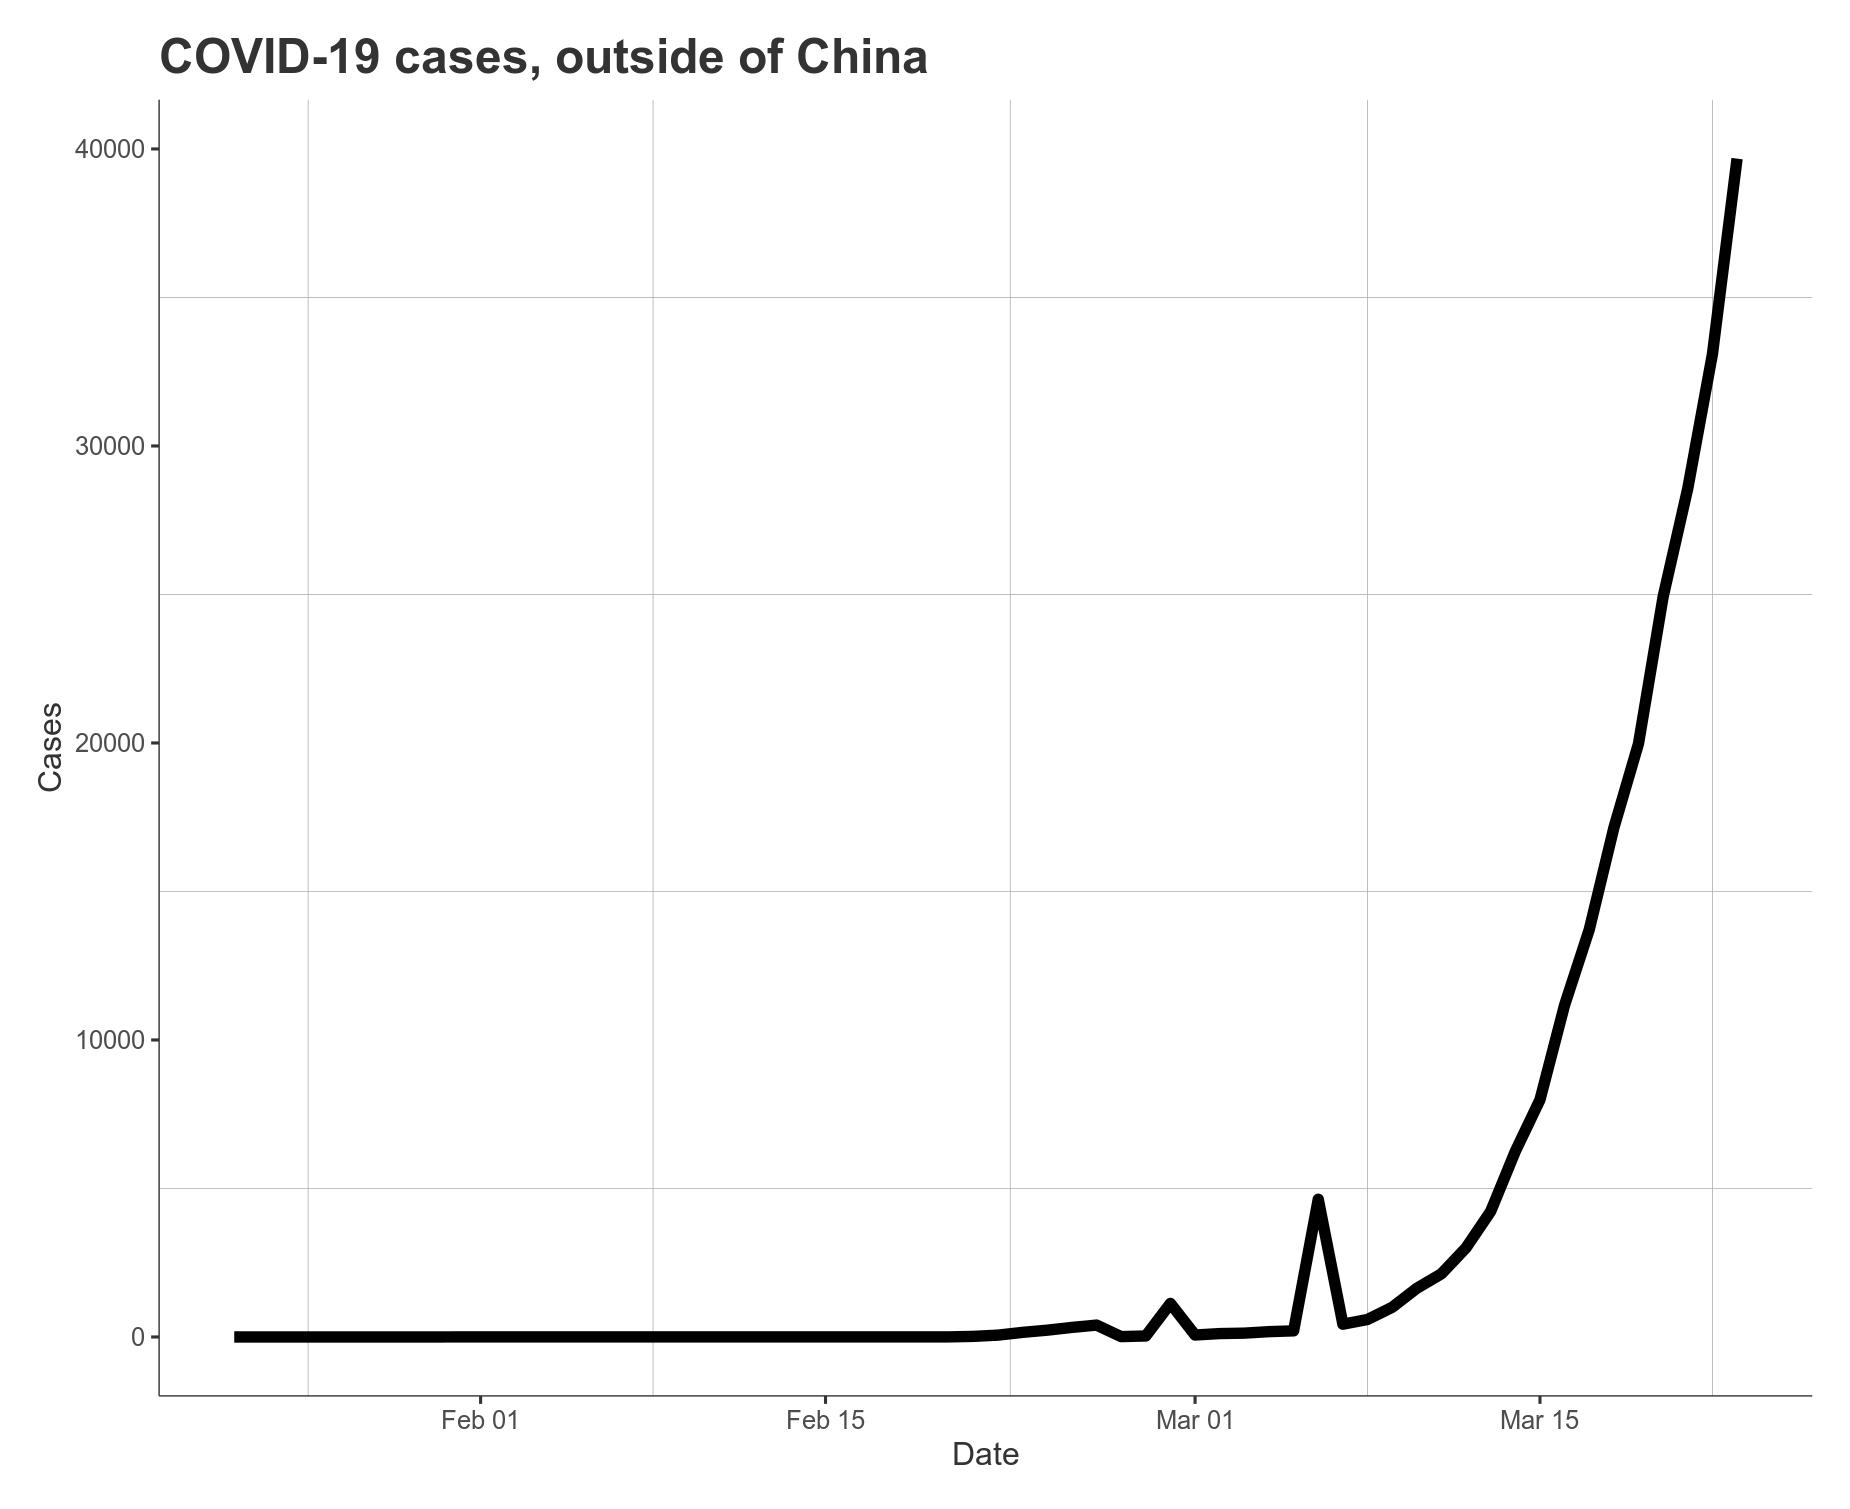 COVID-19 cases, outside of China
40000
30000
20000
10000
0
Cases
Feb 01
Feb 15
Mar 01
Mar 15
Date